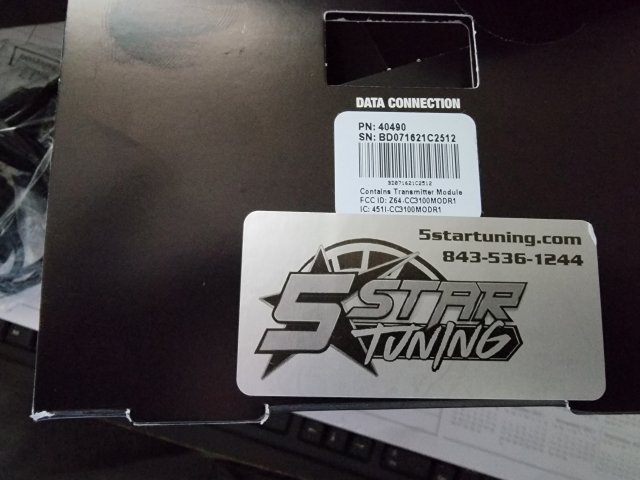 DATA CONNECTION
PN: 40490
SN: BD071621C2512
BD071621C2512
Contains Transmitter Module
FCC ID: Z64-CC3100MODR1
IC: 451I-CC3100MODR1
5startuning.com
843-536-1244
5 STAR
TUNING